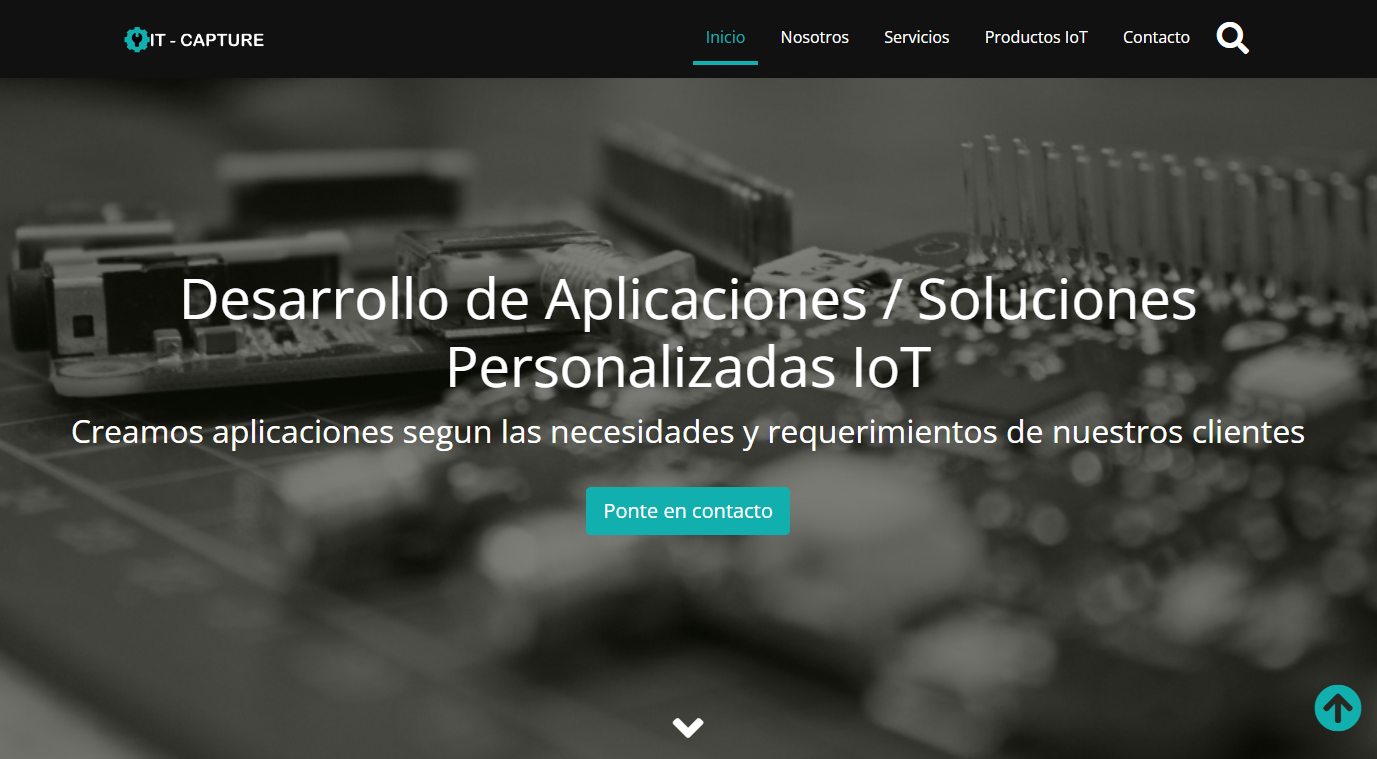 IT - CAPTURE
Inicio Nosotros Servicios Productos IoT Contacto
Desarrollo de Aplicaciones / Soluciones
Personalizadas IoT
Creamos aplicaciones segun las necesidades y requerimientos de nuestros clientes
Ponte en contacto